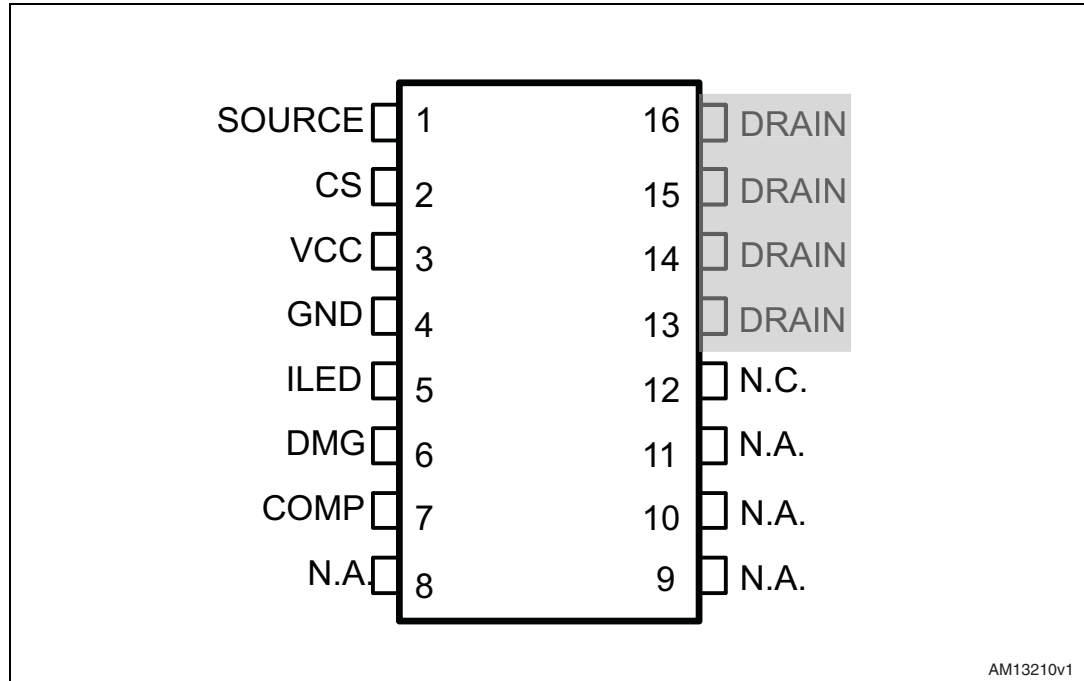 SOURCE 1 16 DRAIN
CS 2 15 DRAIN
VCC 3 14 DRAIN
GND 4 13 DRAIN
ILED 5 12 N.C.
DMG 6 11 N.A.
COMP 7 10 N.A.
N.A. 8 9 N.A.
AM13210v1